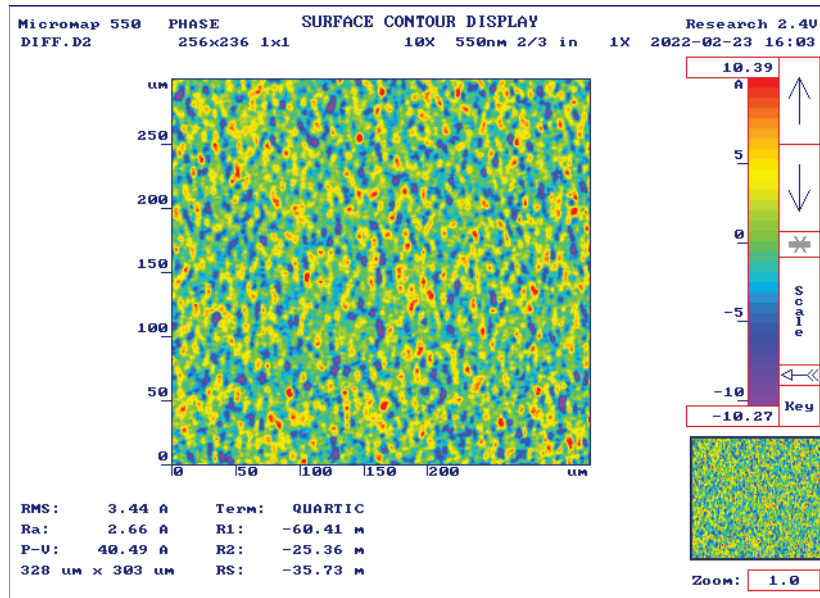 Micromap 550 PHASE SURFACE CONTOUR DISPLAY Research 2.4V
DIFF.D2 256x236 1x1 10X 550nm 2/3 in 1X 2022-02-23 16:03
10.39
A
um
250
200
150
100
50
0
0 50 100 150 200 um
5
0
-5
-10
-10.27
Scale
Key
RMS: 3.44 A Term: QUARTIC
Ra: 2.66 A R1: -60.41 m
P-V: 40.49 A R2: -25.36 m
328 um x 303 um RS: -35.73 m
Zoom: 1.0